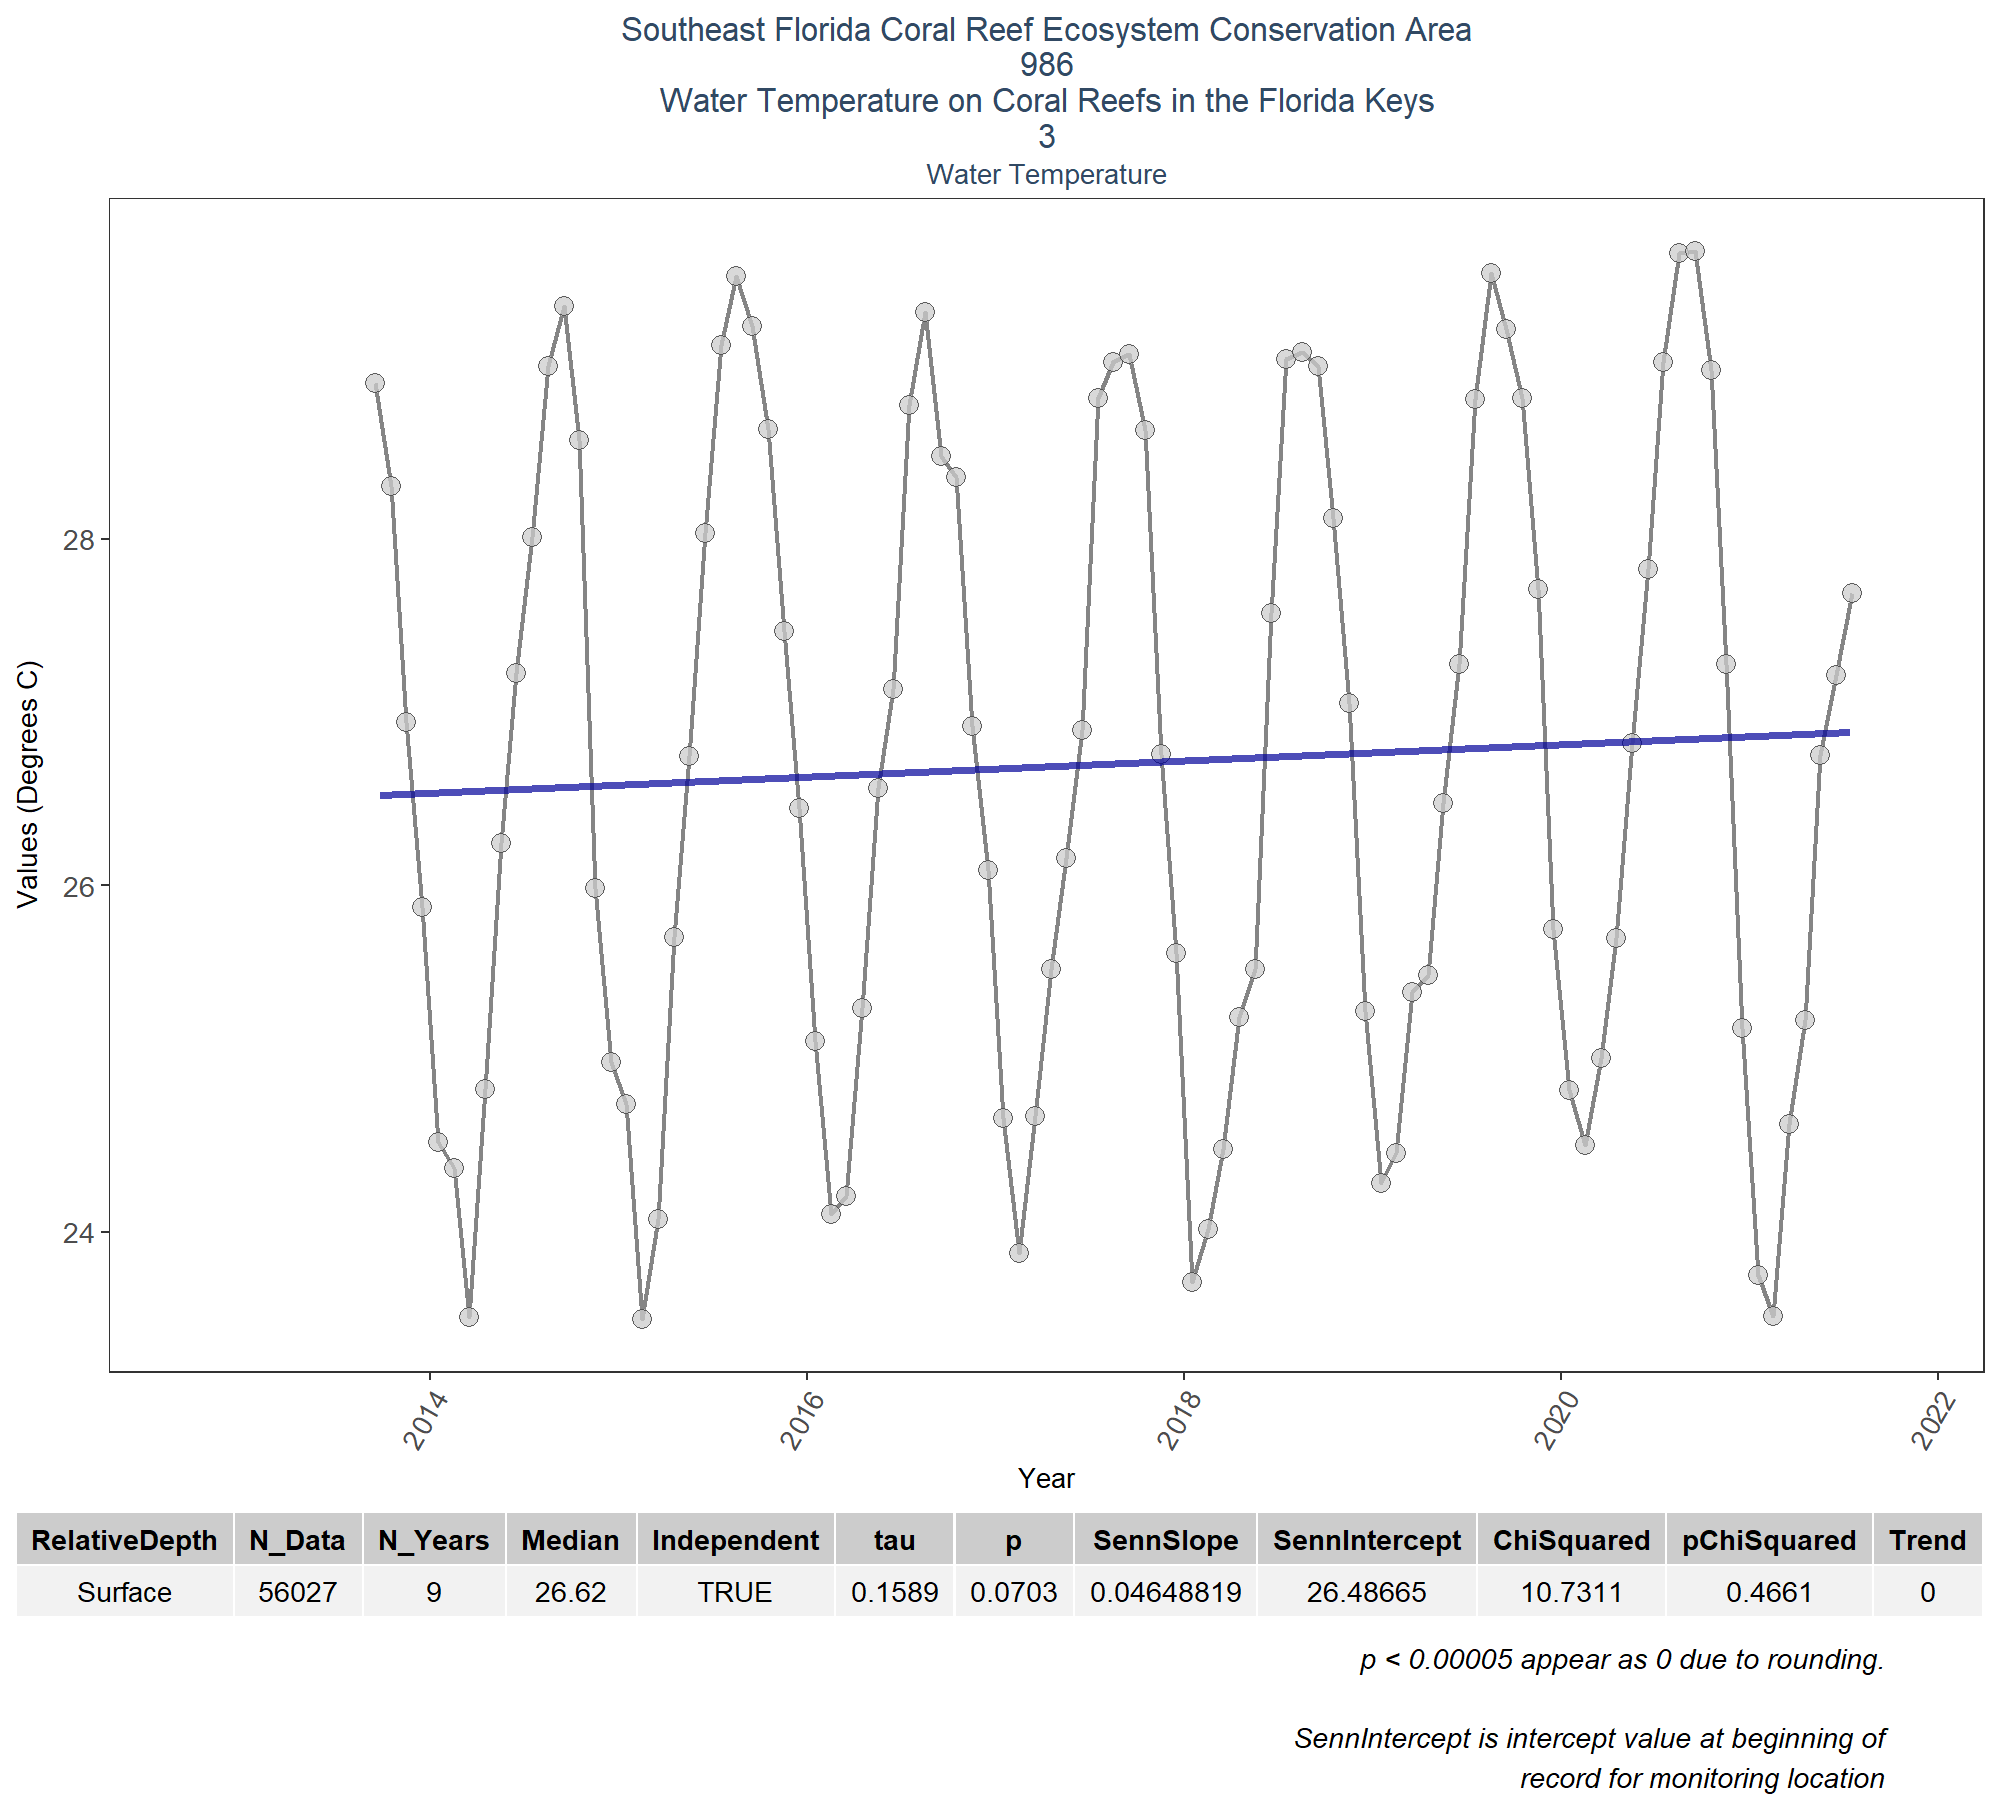 Southeast Florida Coral Reef Ecosystem Conservation Area
986
Water Temperature on Coral Reefs in the Florida Keys
3
Water Temperature
Values (Degrees C)
28
26
24
2014
2016
2018
2020
2022
Year
RelativeDepth N_Data N_Years Median Independent tau p SennSlope SennIntercept ChiSquared pChiSquared Trend
Surface 56027 9 26.62 TRUE 0.1589 0.0703 0.04648819 26.48665 10.7311 0.4661 0
p < 0.00005 appear as 0 due to rounding.
SennIntercept is intercept value at beginning of
record for monitoring location